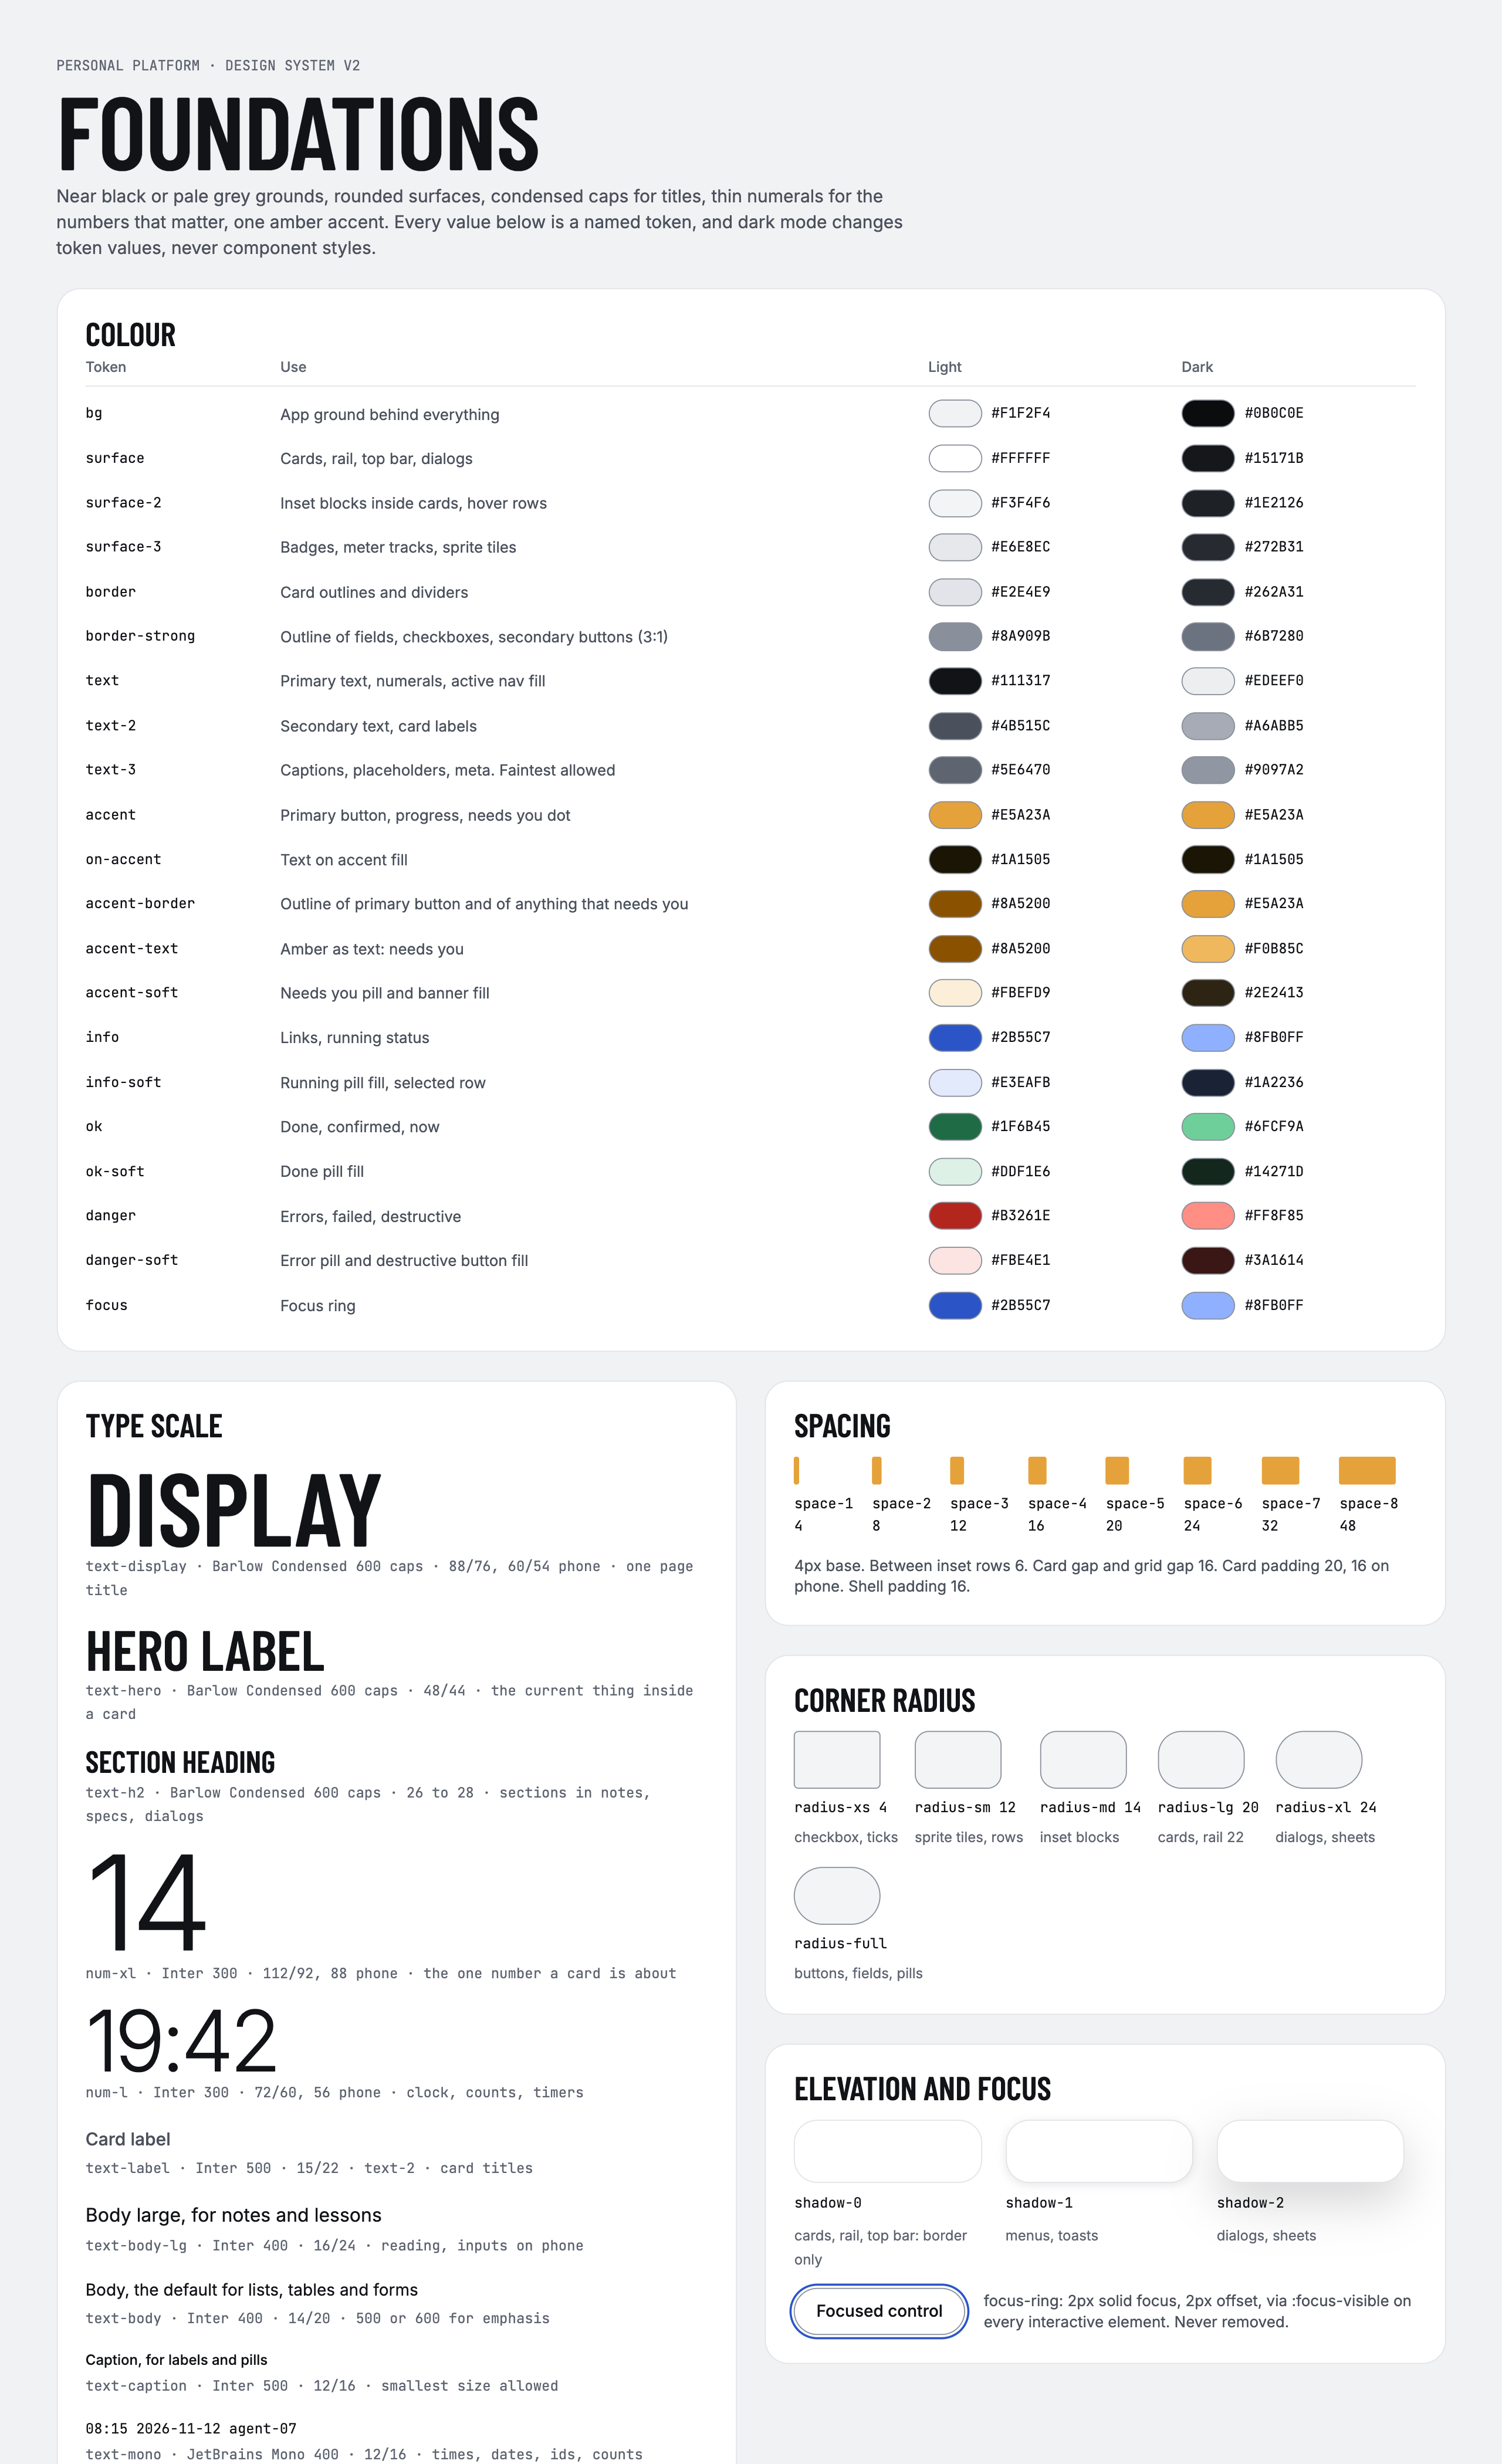 PERSONAL PLATFORM · DESIGN SYSTEM V2
FOUNDATIONS
Near black or pale grey grounds, rounded surfaces, condensed caps for titles, thin numerals for the
numbers that matter, one amber accent. Every value below is a named token, and dark mode changes
token values, never component styles.
COLOUR
Token Use Light Dark
bg App ground behind everything #F1F2F4 #0B0C0E
surface Cards, rail, top bar, dialogs #FFFFFF #15171B
surface-2 Inset blocks inside cards, hover rows #F3F4F6 #1E2126
surface-3 Badges, meter tracks, sprite tiles #E6E8EC #272B31
border Card outlines and dividers #E2E4E9 #262A31
border-strong Outline of fields, checkboxes, secondary buttons (3:1) #8A909B #6B7280
text Primary text, numerals, active nav fill #111317 #EDEEF0
text-2 Secondary text, card labels #4B515C #A6ABB5
text-3 Captions, placeholders, meta. Faintest allowed #5E6470 #9097A2
accent Primary button, progress, needs you dot #E5A23A #E5A23A
on-accent Text on accent fill #1A1505 #1A1505
accent-border Outline of primary button and of anything that needs you #8A5200 #E5A23A
accent-text Amber as text: needs you #8A5200 #F0B85C
accent-soft Needs you pill and banner fill #FBEFD9 #2E2413
info Links, running status #2B55C7 #8FB0FF
info-soft Running pill fill, selected row #E3EAFB #1A2236
ok Done, confirmed, now #1F6B45 #6FCF9A
ok-soft Done pill fill #DDF1E6 #14271D
danger Errors, failed, destructive #B3261E #FF8F85
danger-soft Error pill and destructive button fill #FBE4E1 #3A1614
focus Focus ring #2B55C7 #8FB0FF
TYPE SCALE
DISPLAY
text-display · Barlow Condensed 600 caps · 88/76, 60/54 phone · one page
title
HERO LABEL
text-hero · Barlow Condensed 600 caps · 48/44 · the current thing inside
a card
SECTION HEADING
text-h2 · Barlow Condensed 600 caps · 26 to 28 · sections in notes,
specs, dialogs
14
num-xl · Inter 300 · 112/92, 88 phone · the one number a card is about
19:42
num-l · Inter 300 · 72/60, 56 phone · clock, counts, timers
Card label
text-label · Inter 500 · 15/22 · text-2 · card titles
Body large, for notes and lessons
text-body-lg · Inter 400 · 16/24 · reading, inputs on phone
Body, the default for lists, tables and forms
text-body · Inter 400 · 14/20 · 500 or 600 for emphasis
Caption, for labels and pills
text-caption · Inter 500 · 12/16 · smallest size allowed
08:15 2026-11-12 agent-07
text-mono · JetBrains Mono 400 · 12/16 · times, dates, ids, counts
SPACING
space-1 space-2 space-3 space-4 space-5 space-6 space-7 space-8
4 8 12 16 20 24 32 48
4px base. Between inset rows 6. Card gap and grid gap 16. Card padding 20, 16 on
phone. Shell padding 16.
CORNER RADIUS
radius-xs 4 radius-sm 12 radius-md 14 radius-lg 20 radius-xl 24
checkbox, ticks sprite tiles, rows inset blocks cards, rail 22 dialogs, sheets
radius-full
buttons, fields, pills
ELEVATION AND FOCUS
shadow-0 shadow-1 shadow-2
cards, rail, top bar: border menus, toasts dialogs, sheets
only
Focused control
focus-ring: 2px solid focus, 2px offset, via :focus-visible on
every interactive element. Never removed.